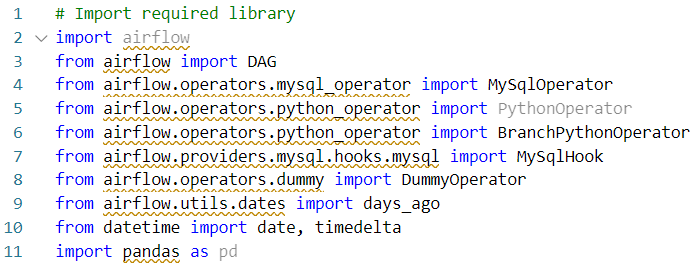 1 # Import required library
2 import airflow
3 from airflow import DAG
4 from airflow.operators.mysql_operator import MySqlOperator
5 from airflow.operators.python_operator import PythonOperator
6 from airflow.operators.python_operator import BranchPythonOperator
7 from airflow.providers.mysql.hooks.mysql import MySqlHook
8 from airflow.operators.dummy import DummyOperator
9 from airflow.utils.dates import days_ago
10 from datetime import date, timedelta
11 import pandas as pd